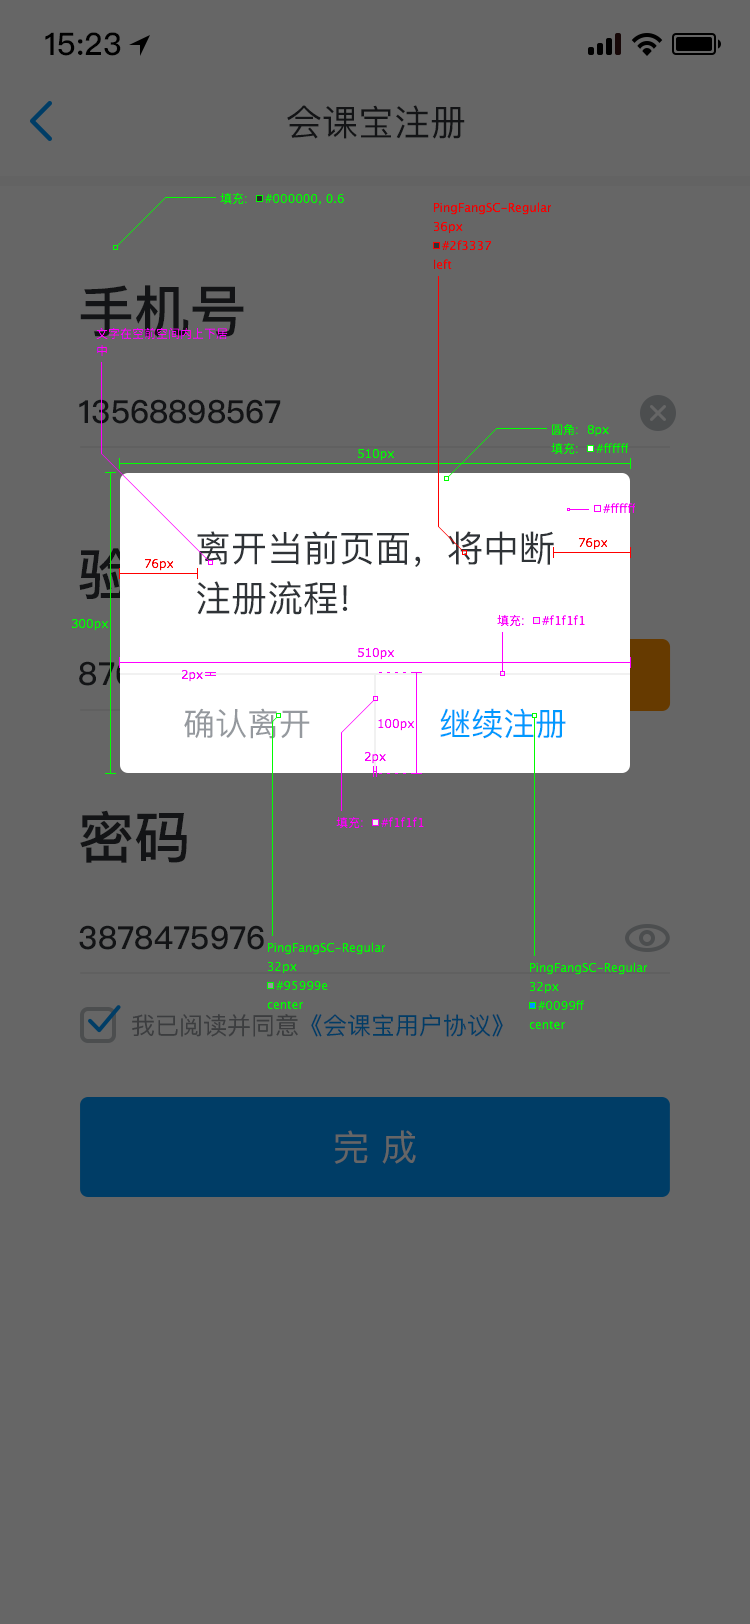 15:23
会课宝注册
填充: #000000, 0.6
PingFangSC-Regular
36px
#2f3337
left
手机号
13568898567
圆角: 8px
填充: #ffffff
510px
#fffff
离开当前页面，将中断
注册流程!
76px
76px
验
300px
填充: #f1f1f1
510px
2px
876
确认离开
100px
继续注册
2px
填充: #f1f1f1
密码
3878475976
PingFangSC-Regular
32px
#95999e
center
PingFangSC-Regular
32px
#0099ff
center
我已阅读并同意《会课宝用户协议》
完 成